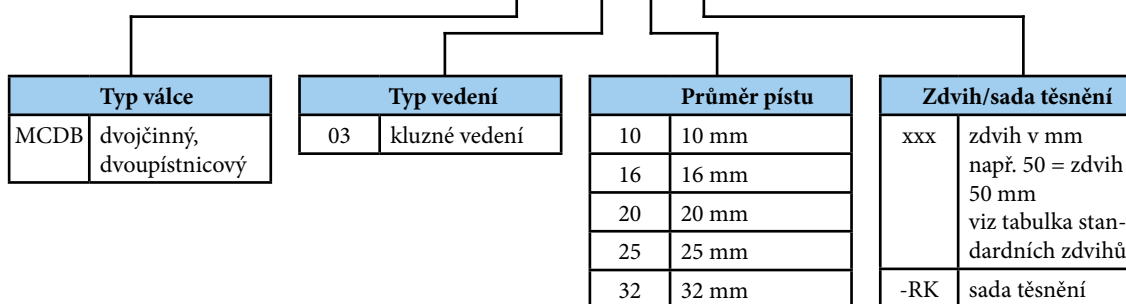 Typ válce
MCDB dvojčinný,
dvoupístnicový
Typ vedení
03 kluzné vedení
Průměr pístu
10 10 mm
16 16 mm
20 20 mm
25 25 mm
32 32 mm
Zdvih/sada těsnění
xxx zdvih v mm
např. 50 = zdvih
50 mm
viz tabulka stan-
dardních zdvihů
-RK sada těsnění